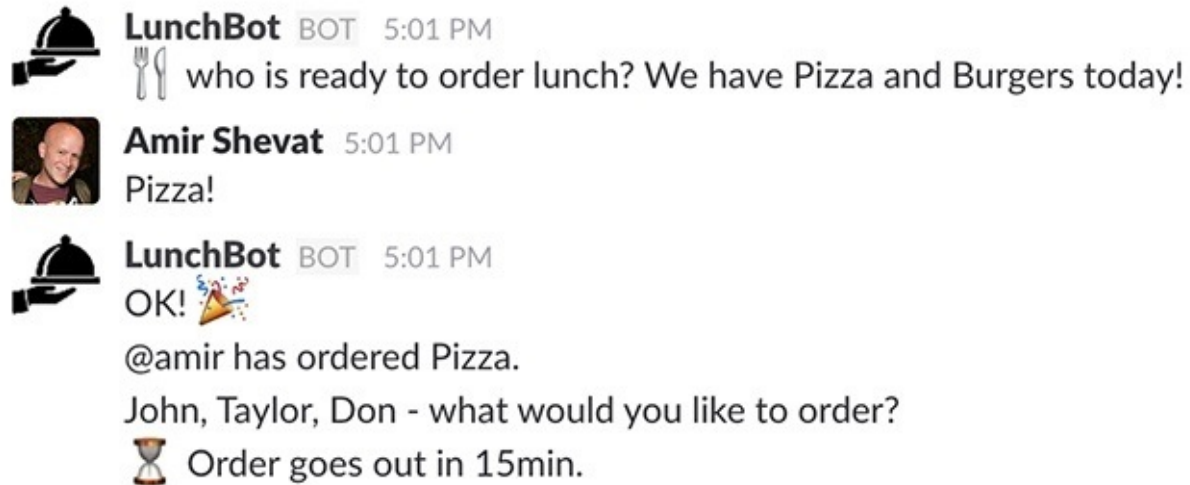 LunchBot BOT 5:01 PM
🍴 who is ready to order lunch? We have Pizza and Burgers today!
Amir Shevat 5:01 PM
Pizza!
LunchBot BOT 5:01 PM
OK! 🎉
@amir has ordered Pizza.
John, Taylor, Don - what would you like to order?
⏳ Order goes out in 15min.